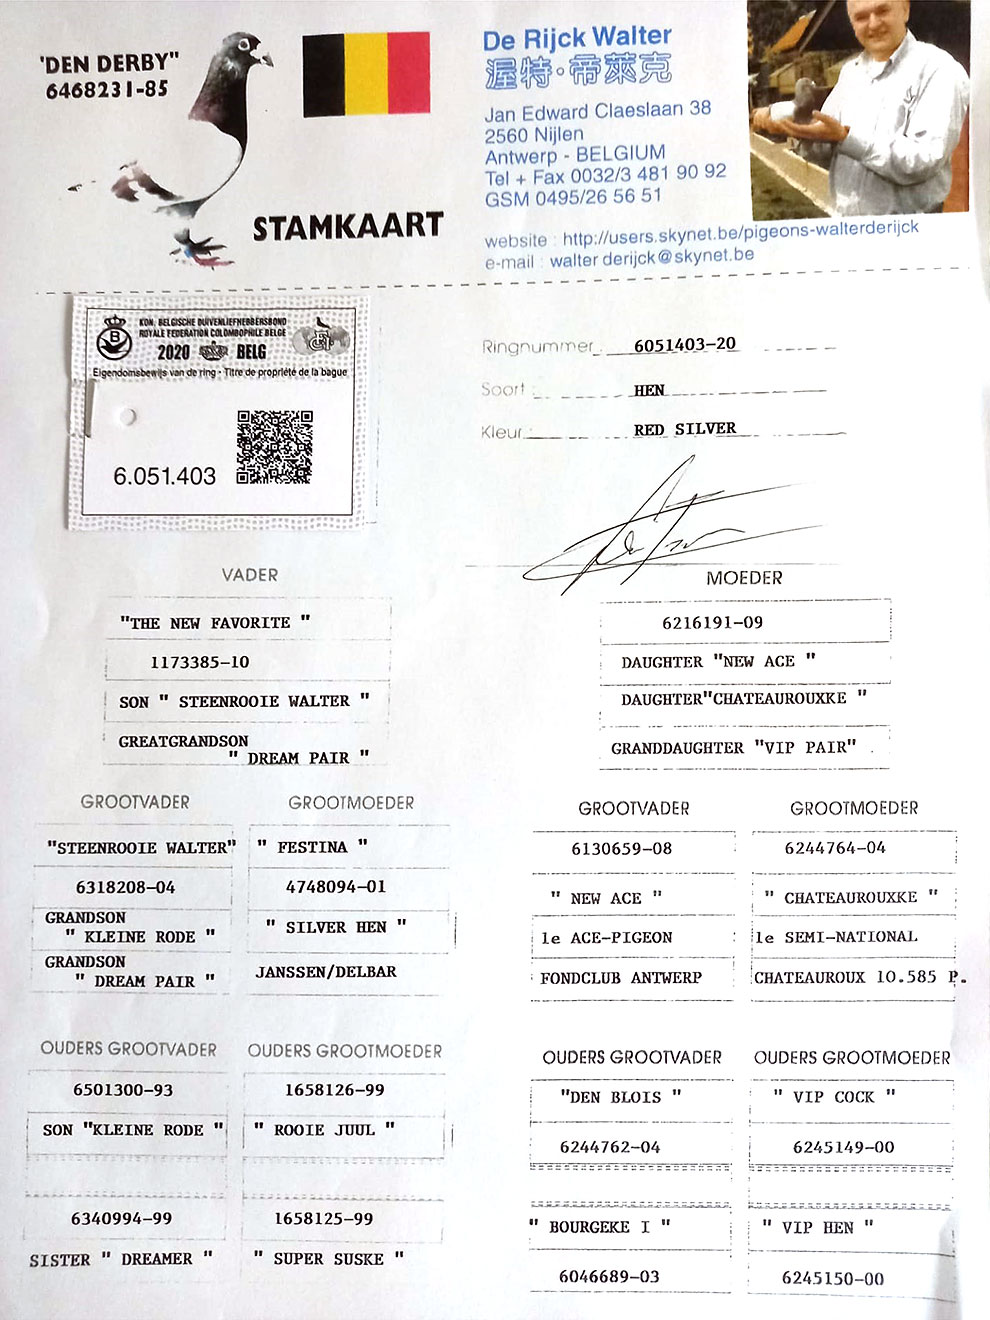 'DEN DERBY"
6468231-85
STAMKAART
De Rijck Walter
渥特·帝萊克
Jan Edward Claeslaan 38
2560 Nijlen
Antwerp - BELGIUM
Tel + Fax 0032/3 481 90 92
GSM 0495/26 56 51
website : http://users.skynet.be/pigeons-walterderijck
e-mail : walter derijck@skynet.be
KON. BELGISCHE DUIVENLIEFHEBBERSBOND
ROYALE FEDERATION COLOMBOPHILE BELGE
B
2020 BELG
Eigendomsbewijs van de ring - Titre de propriété de la bague
6.051.403
Ringnummer : 6051403-20
Soort : HEN
Kleur : RED SILVER
VADER
"THE NEW FAVORITE "
1173385-10
SON " STEENROOIE WALTER "
GREATGRANDSON
" DREAM PAIR "
MOEDER
6216191-09
DAUGHTER "NEW ACE "
DAUGHTER"CHATEAUROUXKE "
GRANDDAUGHTER "VIP PAIR" .
GROOTVADER
"STEENROOIE WALTER"
6318208-04
GRANDSON
" KLEINE RODE "
GRANDSON
" DREAM PAIR "
GROOTMOEDER
" FESTINA "
4748094-01
" SILVER HEN "
JANSSEN/DELBAR
GROOTVADER
6130659-08
" NEW ACE "
1e ACE-PIGEON
FONDCLUB ANTWERP
GROOTMOEDER
6244764-04
" CHATEAUROUXKE "
1e SEMI-NATIONAL
CHATEAUROUX 10.585 P.
OUDERS GROOTVADER
6501300-93
SON "KLEINE RODE "
6340994-99
SISTER " DREAMER "
OUDERS GROOTMOEDER
1658126-99
" ROOIE JUUL "
1658125-99
" SUPER SUSKE "
OUDERS GROOTVADER
"DEN BLOIS "
6244762-04
" BOURGEKE I "
6046689-03
OUDERS GROOTMOEDER
" VIP COCK "
6245149-00
" VIP HEN "
6245150-00